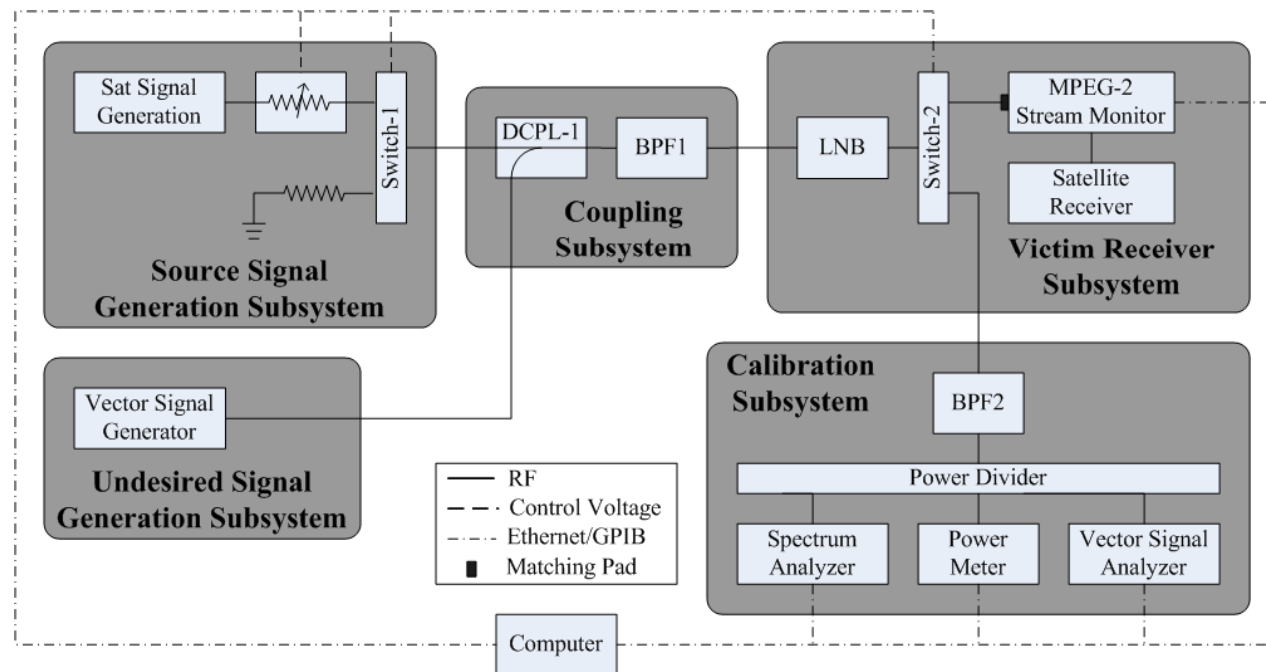 Sat Signal
Generation
Switch-1
Source Signal
Generation Subsystem
DCPL-1
BPF1
Coupling
Subsystem
LNB
Switch-2
MPEG-2
Stream Monitor
Satellite
Receiver
Victim Receiver
Subsystem
Vector Signal
Generator
Undesired Signal
Generation Subsystem
RF
Control Voltage
Ethernet/GPIB
Matching Pad
Calibration
Subsystem
BPF2
Power Divider
Spectrum
Analyzer
Power
Meter
Vector Signal
Analyzer
Computer